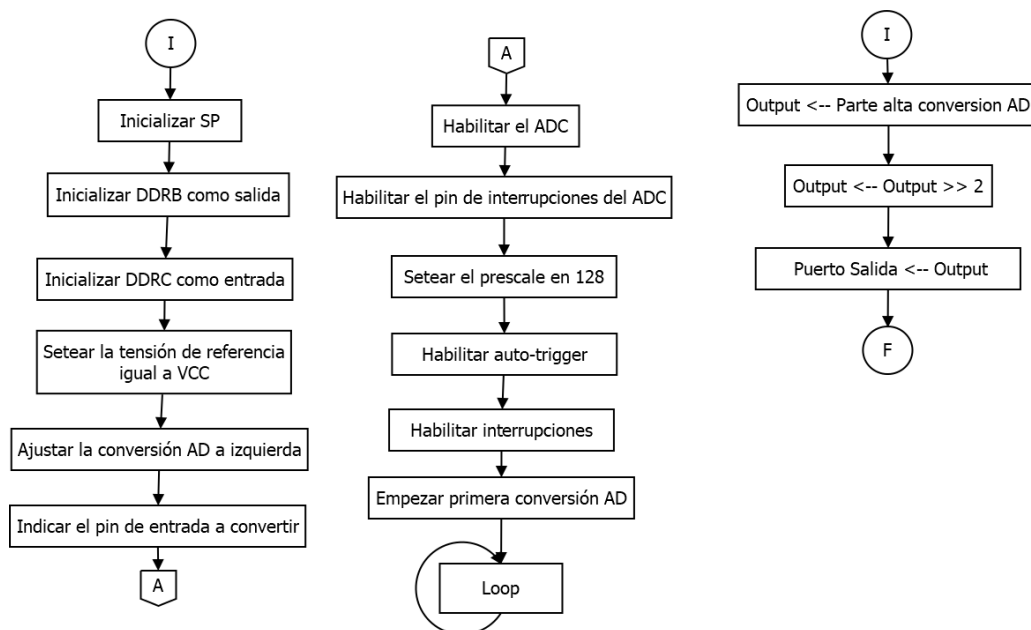 I
Inicializar SP
Inicializar DDRB como salida
Inicializar DDRC como entrada
Setear la tensión de referencia
igual a VCC
Ajustar la conversión AD a izquierda
Indicar el pin de entrada a convertir
A
A
Habilitar el ADC
Habilitar el pin de interrupciones del ADC
Setear el prescale en 128
Habilitar auto-trigger
Habilitar interrupciones
Empezar primera conversión AD
Loop
I
Output <-- Parte alta conversion AD
Output <-- Output >> 2
Puerto Salida <-- Output
F